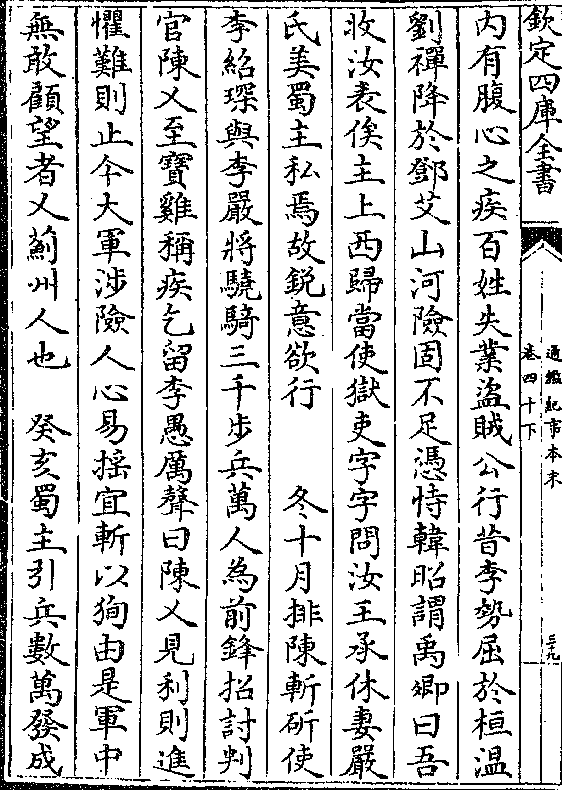 欽定四庫全書
通鑑紀事本末
卷四十下
三十九
內有腹心之疾百姓失業盜賊公行昔李勢屈於桓溫
劉禪降於鄧艾山河險固不足憑恃韓昭謂禹卿曰吾
收汝表俟主上西歸當使獄吏字字問汝王承休妻嚴
氏美蜀主私焉故銳意欲行　　冬十月排陳斬斫使
李紹琛與李嚴將驍騎三千步兵萬人為前鋒招討判
官陳乂至寶雞稱疾乞留李愚厲聲曰陳乂見利則進
懼難則止今大軍涉險人心易揺宜斬以狥由是軍中
無敢顧望者乂薊州人也　癸亥蜀主引兵數萬發成